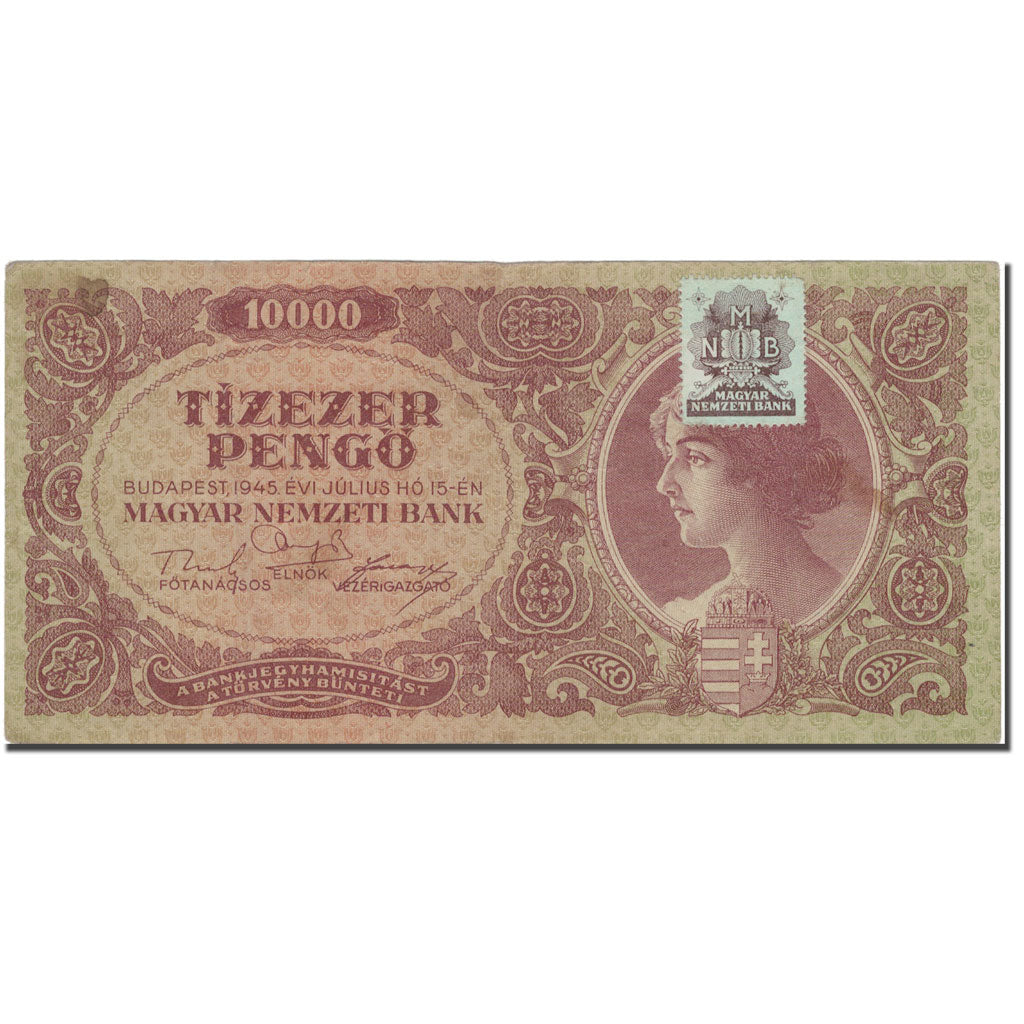 10000
TÍZEZER
PENGŐ
BUDAPEST, 1945. ÉVI JÚLIUS HÓ 15-ÉN
MAGYAR NEMZETI BANK
FŐTANÁCSOS ELNÖK VEZÉRIGAZGATÓ
A BANKJEGYHAMISITÁST
A TÖRVÉNY BÜNTETI
M
N B
MAGYAR
NEMZETI BANK